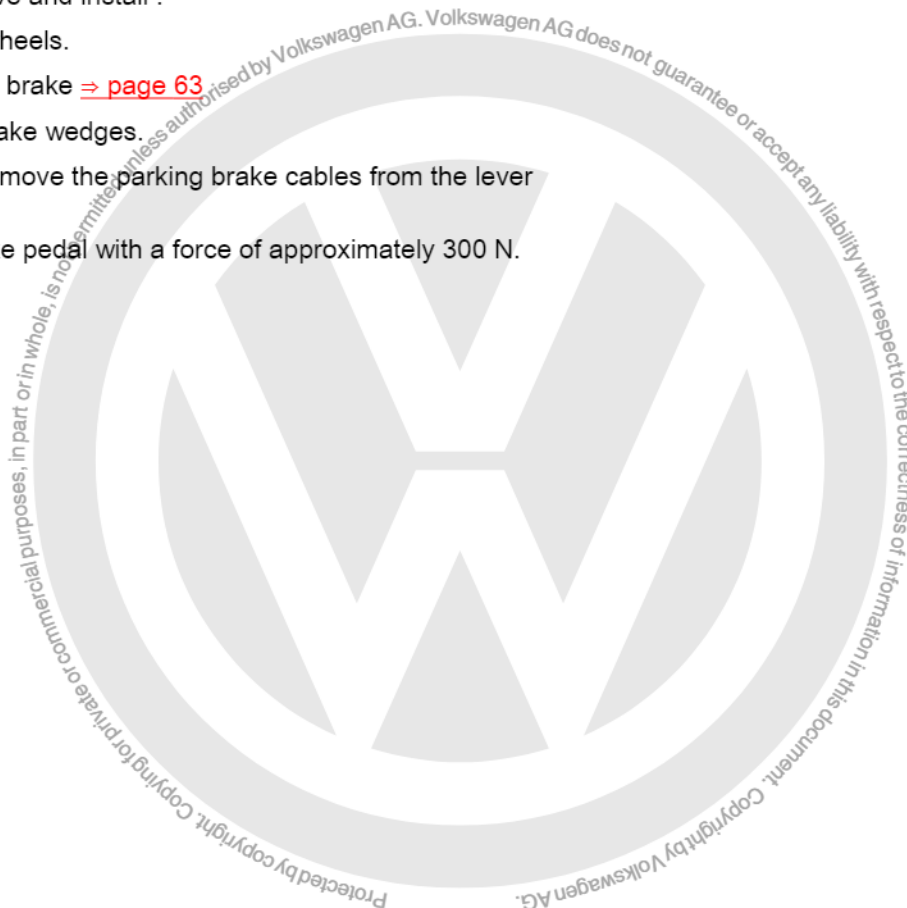 ve and install .
heels.
brake ⇒ page 63
ake wedges.
move the parking brake cables from the lever
e pedal with a force of approximately 300 N.
Protected by copyright. Copying for private or commercial purposes, in part or in whole, is not permitted unless authorised by Volkswagen AG. Volkswagen AG does not guarantee or accept any liability with respect to the correctness of information in this document. Copyright by Volkswagen AG.